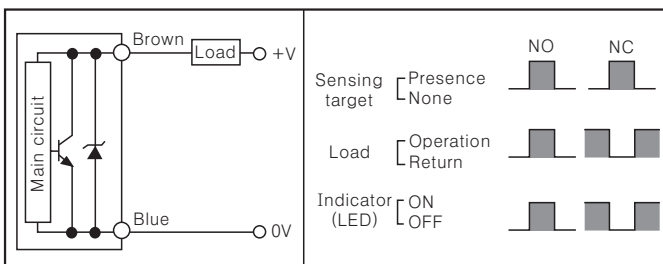 Brown
Load
+V
Main circuit
Blue
0V
NO NC
Sensing target
Presence
None
Load
Operation
Return
Indicator (LED)
ON
OFF